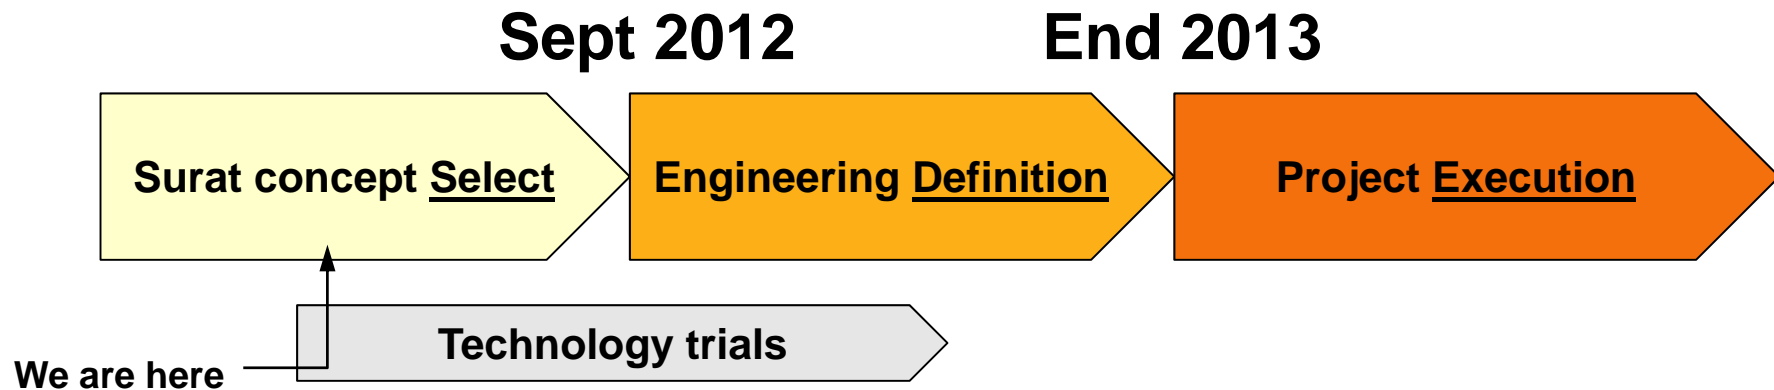 Sept 2012
End 2013
Surat concept Select
Engineering Definition
Project Execution
Technology trials
We are here